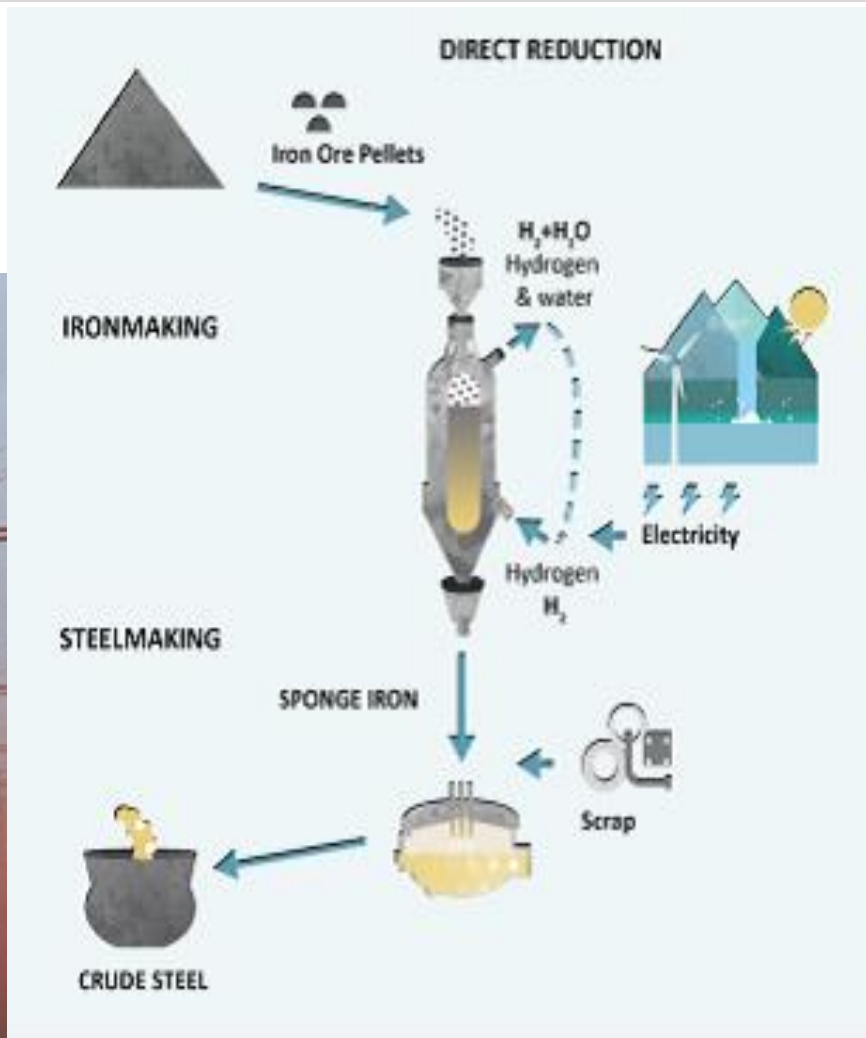 DIRECT REDUCTION
Iron Ore Pellets
H₂+H₂O
Hydrogen
& water
IRONMAKING
Electricity
Hydrogen
H₂
STEELMAKING
SPONGE IRON
Scrap
CRUDE STEEL